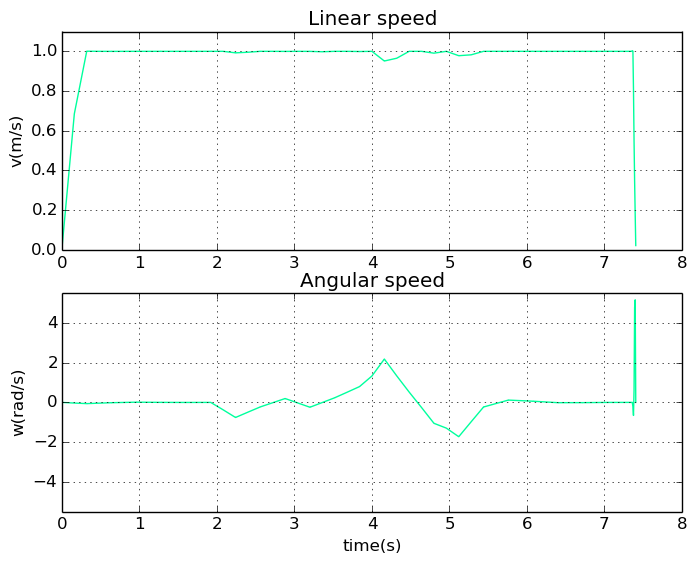 Linear speed
v(m/s)
1.0
0.8
0.6
0.4
0.2
0.0
0 1 2 3 4 5 6 7 8
Angular speed
w(rad/s)
4
2
0
−2
−4
0 1 2 3 4 5 6 7 8
time(s)